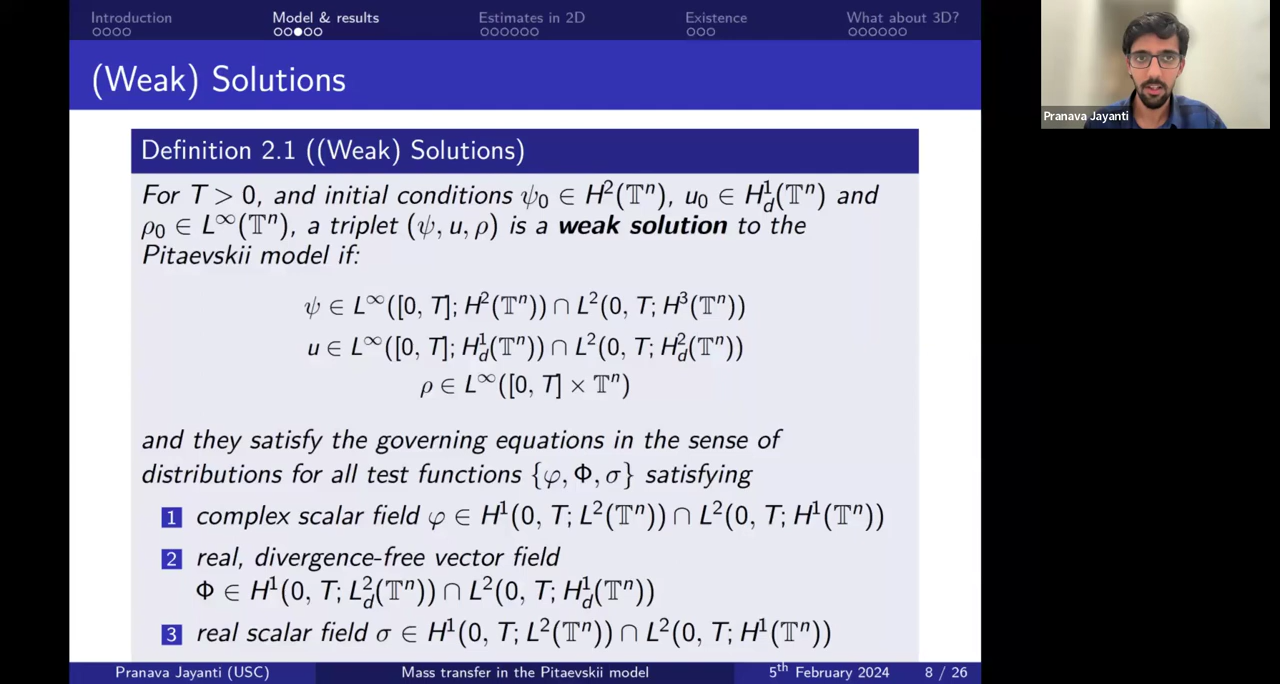 Introduction Model & results Estimates in 2D Existence What about 3D?
(Weak) Solutions
Definition 2.1 ((Weak) Solutions)
For T > 0, and initial conditions ψ₀ ∈ H²(𝕋ⁿ), u₀ ∈ H¹_d(𝕋ⁿ) and
ρ₀ ∈ L^∞(𝕋ⁿ), a triplet (ψ, u, ρ) is a weak solution to the
Pitaevskii model if:
ψ ∈ L^∞([0, T]; H²(𝕋ⁿ)) ∩ L²(0, T; H³(𝕋ⁿ))
u ∈ L^∞([0, T]; H¹_d(𝕋ⁿ)) ∩ L²(0, T; H²_d(𝕋ⁿ))
ρ ∈ L^∞([0, T] × 𝕋ⁿ)
and they satisfy the governing equations in the sense of
distributions for all test functions {φ, Φ, σ} satisfying
1 complex scalar field φ ∈ H¹(0, T; L²(𝕋ⁿ)) ∩ L²(0, T; H¹(𝕋ⁿ))
2 real, divergence-free vector field
Φ ∈ H¹(0, T; L²_d(𝕋ⁿ)) ∩ L²(0, T; H¹_d(𝕋ⁿ))
3 real scalar field σ ∈ H¹(0, T; L²(𝕋ⁿ)) ∩ L²(0, T; H¹(𝕋ⁿ))
Pranava Jayanti (USC) Mass transfer in the Pitaevskii model 5th February 2024 8 / 26
Pranava Jayanti